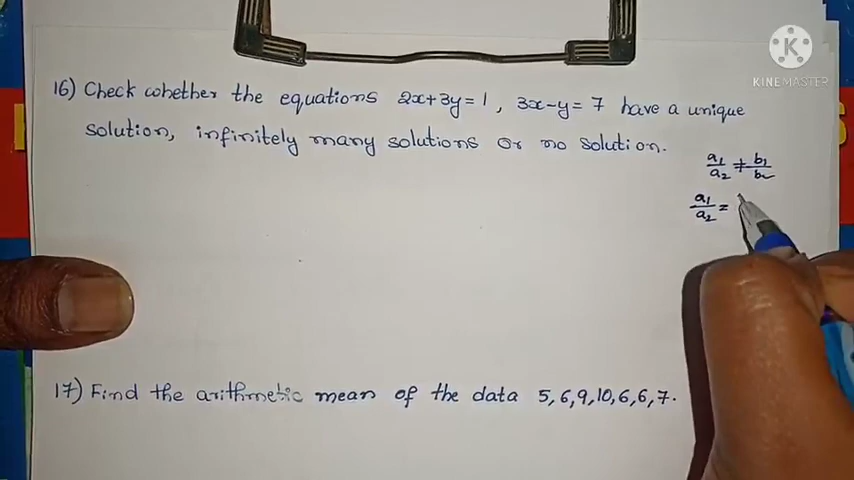 K
KINEMASTER
16) Check whether the equations 2x+3y=1, 3x-y=7 have a unique
solution, infinitely many solutions or no solution.
a1/a2 ≠ b1/b2
a1/a2 =
17) Find the arithmetic mean of the data 5,6,9,10,6,6,7.